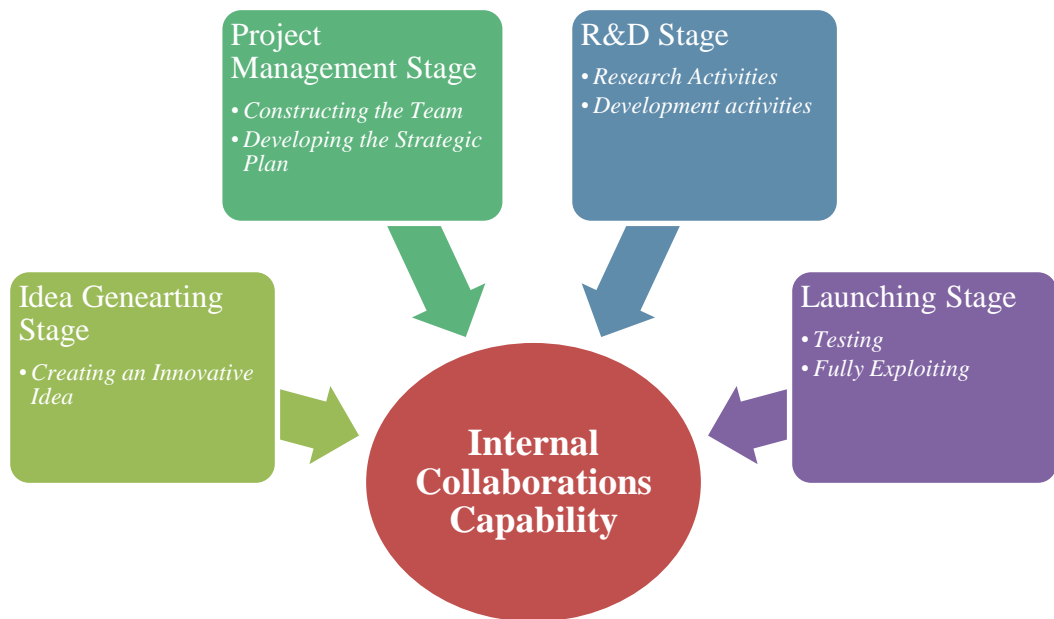 Project
Management Stage
• Constructing the Team
• Developing the Strategic
Plan
R&D Stage
• Research Activities
• Development activities
Idea Genearting
Stage
• Creating an Innovative
Idea
Launching Stage
• Testing
• Fully Exploiting
Internal
Collaborations
Capability